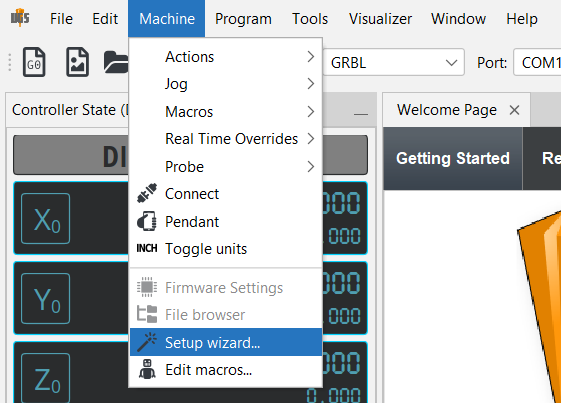 UGS File Edit Machine Program Tools Visualizer Window Help
G0 GRBL Port: COM1
Controller State (D
Welcome Page
Actions
Jog
Macros
Real Time Overrides
Probe
Connect
Pendant
INCH Toggle units
Firmware Settings
File browser
Setup wizard...
Edit macros...
DI
Getting Started Re
X0 000
.000
Y0 000
000
Z0 000
0.000